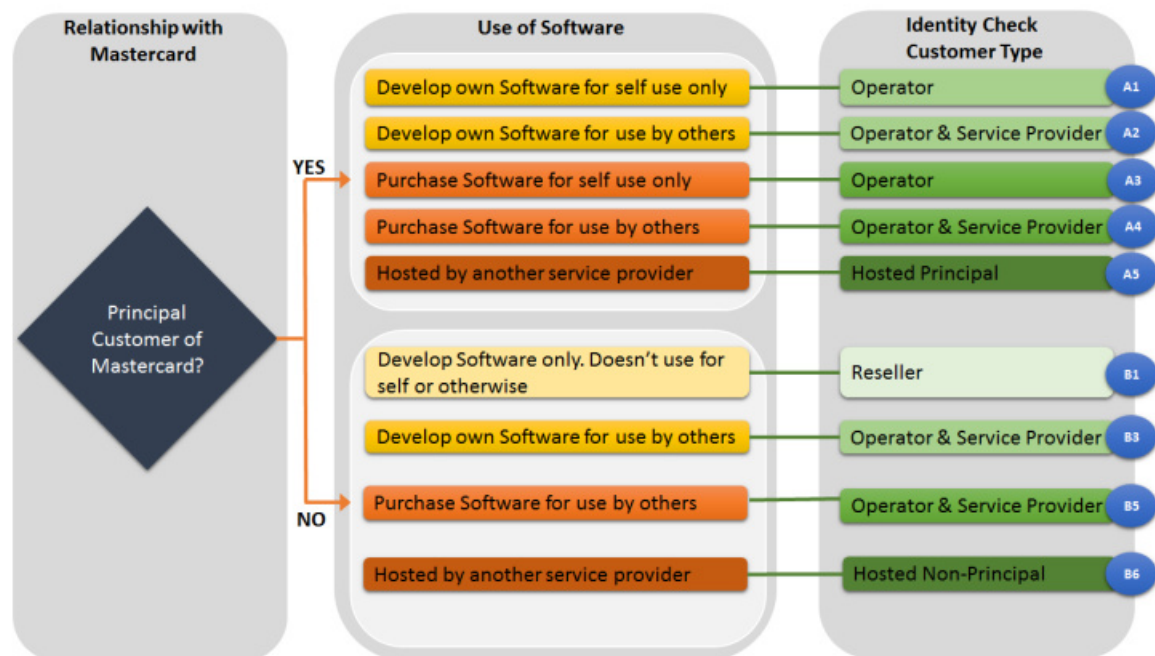 Relationship with
Mastercard
Use of Software
Identity Check
Customer Type
Principal
Customer of
Mastercard?
YES
Develop own Software for self use only
Operator
A1
Develop own Software for use by others
Operator & Service Provider
A2
Purchase Software for self use only
Operator
A3
Purchase Software for use by others
Operator & Service Provider
A4
Hosted by another service provider
Hosted Principal
A5
NO
Develop Software only. Doesn't use for
self or otherwise
Reseller
B1
Develop own Software for use by others
Operator & Service Provider
B3
Purchase Software for use by others
Operator & Service Provider
B5
Hosted by another service provider
Hosted Non-Principal
B6